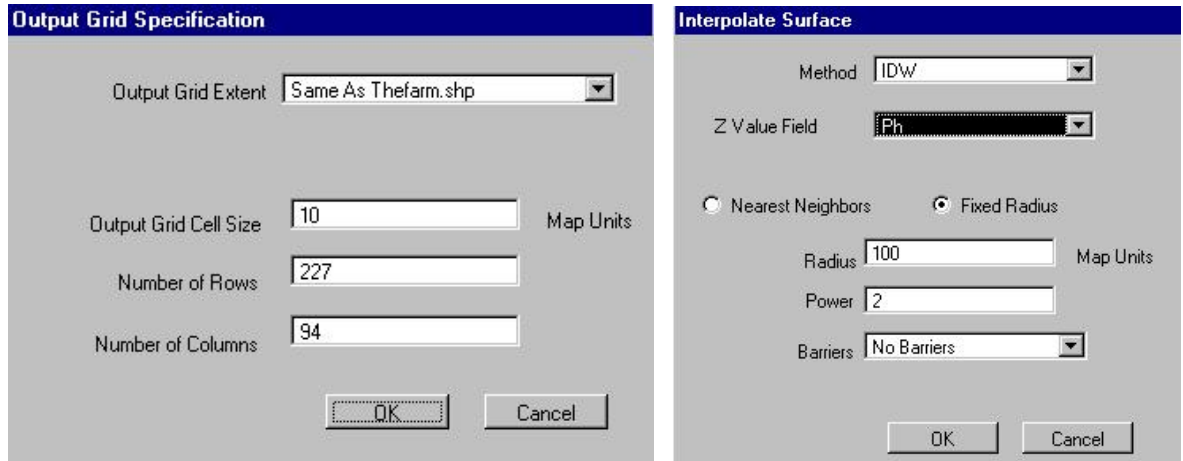 Output Grid Specification
Output Grid Extent Same As Thefarm.shp
Output Grid Cell Size 10 Map Units
Number of Rows 227
Number of Columns 94
OK Cancel
Interpolate Surface
Method IDW
Z Value Field Ph
Nearest Neighbors Fixed Radius
Radius 100 Map Units
Power 2
Barriers No Barriers
OK Cancel